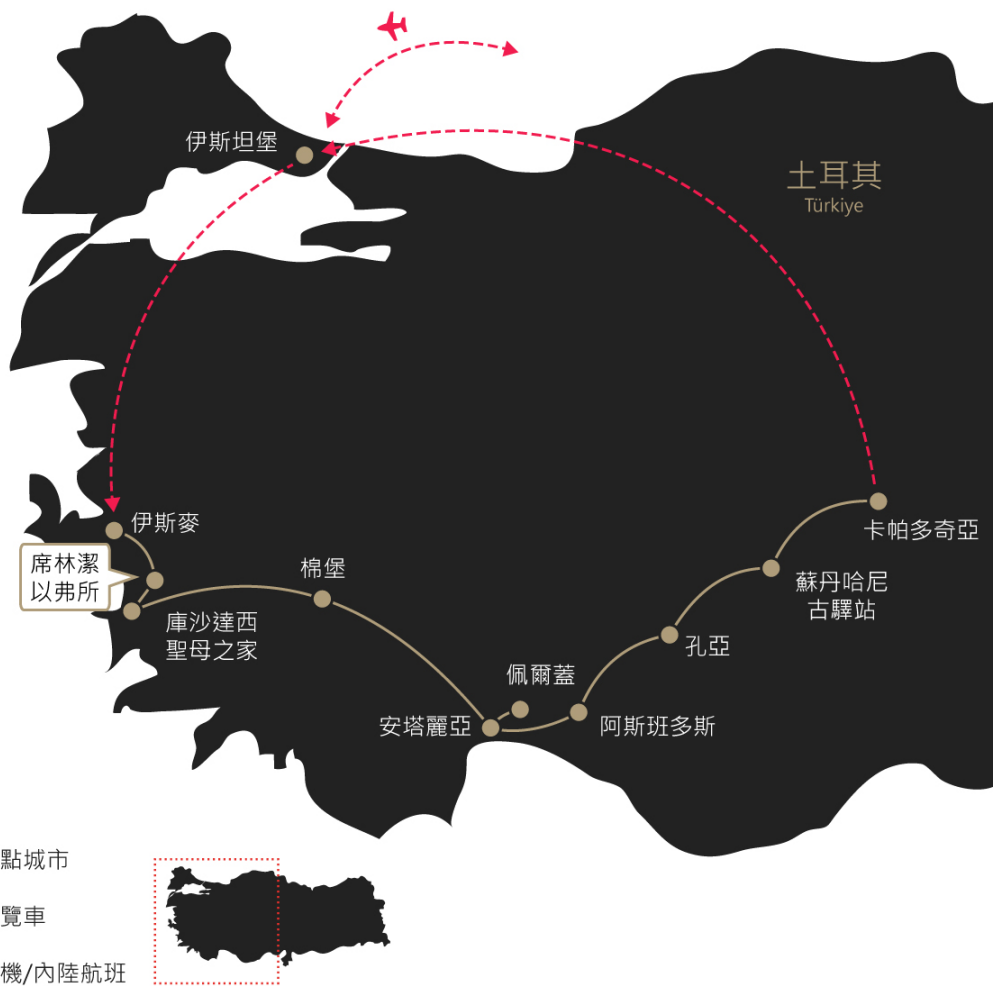 伊斯坦堡
土耳其
Türkiye
伊斯麥
卡帕多奇亞
席林潔
以弗所
棉堡
蘇丹哈尼
古驛站
庫沙達西
聖母之家
孔亞
佩爾蓋
安塔麗亞
阿斯班多斯
點城市
覽車
機/內陸航班